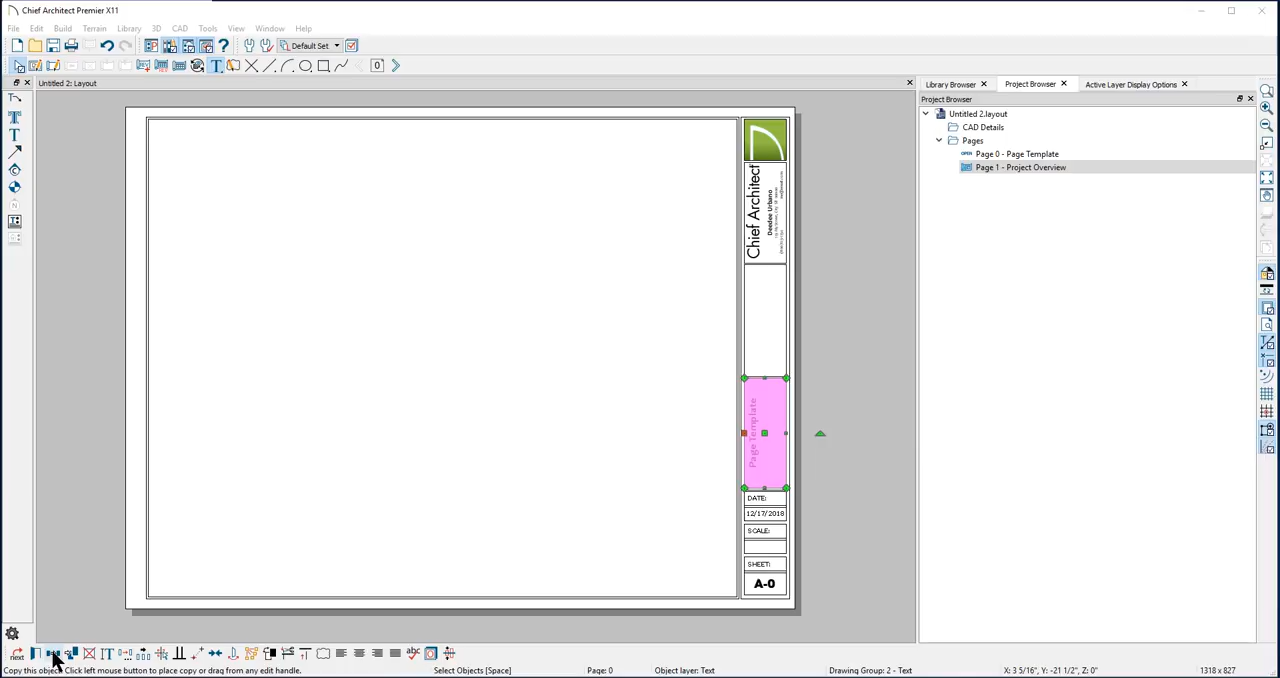 Chief Architect Premier X11
File Edit Build Terrain Library 3D CAD Tools View Window Help
Default Set
Untitled 2: Layout
Library Browser
Project Browser
Active Layer Display Options
Project Browser
Untitled 2.layout
CAD Details
Pages
OPEN Page 0 - Page Template
Page 1 - Project Overview
Chief Architect
Deedee Urbano
Page Template
DATE:
12/17/2018
SCALE:
SHEET:
A-0
next
Copy this object. Click left mouse button to place copy or drag from any edit handle.
Select Objects [Space]
Page: 0
Object layer: Text
Drawing Group: 2 - Text
X: 3 5/16", Y: -21 1/2", Z: 0"
1318 x 827